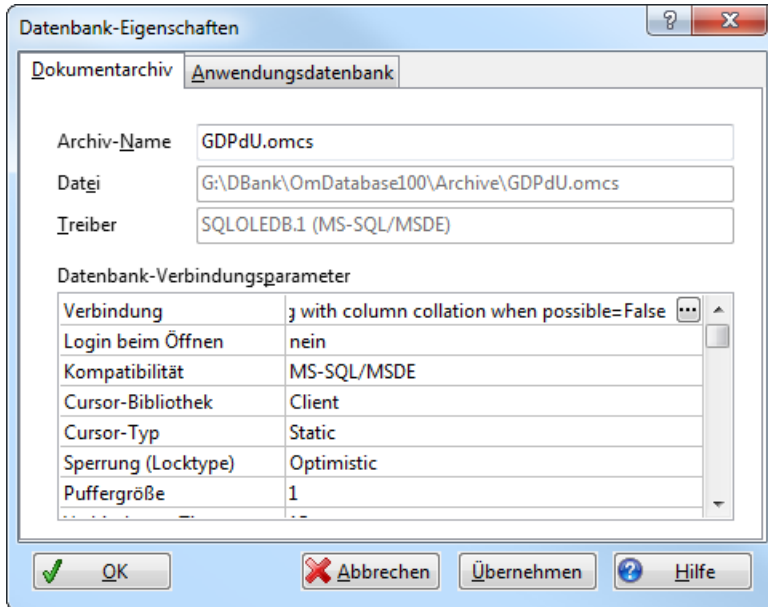 Datenbank-Eigenschaften
Dokumentarchiv Anwendungsdatenbank
Archiv-Name GDPdU.omcs
Datei G:\DBank\OmDatabase100\Archive\GDPdU.omcs
Treiber SQLOLEDB.1 (MS-SQL/MSDE)
Datenbank-Verbindungsparameter
Verbindung g with column collation when possible=False ...
Login beim Öffnen nein
Kompatibilität MS-SQL/MSDE
Cursor-Bibliothek Client
Cursor-Typ Static
Sperrung (Locktype) Optimistic
Puffergröße 1
OK Abbrechen Übernehmen Hilfe